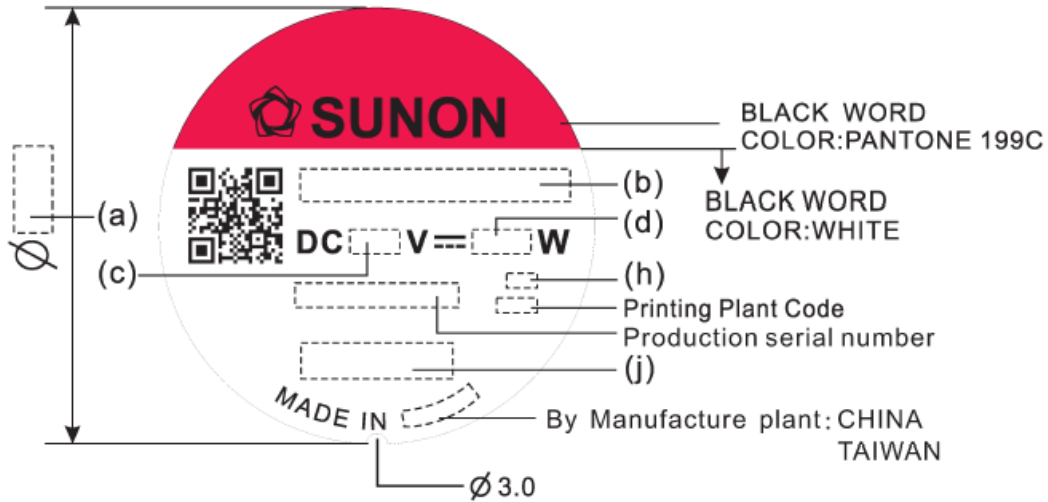 SUNON
BLACK WORD
COLOR:PANTONE 199C
(b)
BLACK WORD
COLOR:WHITE
(a)
Ø
DC V W
(d)
(c)
(h)
Printing Plant Code
Production serial number
(j)
MADE IN
By Manufacture plant: CHINA
TAIWAN
Ø 3.0